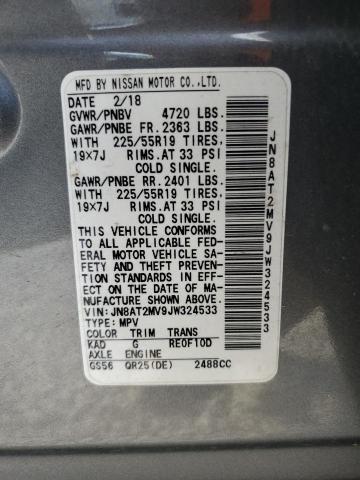 MFD BY NISSAN MOTOR CO.,LTD.
DATE 2/18
GVWR/PNBV 4720 LBS.
GAWR/PNBE FR. 2363 LBS.
WITH 225/55R19 TIRES,
19×7J RIMS.AT 33 PSI
COLD SINGLE.
GAWR/PNBE RR. 2401 LBS.
WITH 225/55R19 TIRES,
19×7J RIMS.AT 33 PSI
COLD SINGLE.
THIS VEHICLE CONFORMS
TO ALL APPLICABLE FED-
ERAL MOTOR VEHICLE SA-
FETY AND THEFT PREVENTION
STANDARDS IN EFFECT
ON THE DATE OF MA-
NUFACTURE SHOWN ABOVE.
VIN:JN8AT2MV9JW324533
TYPE:MPV
COLOR TRIM TRANS
KAD G RE0F10D
AXLE ENGINE
GS56 QR25(DE) 2488CC
JN8AT2MV9JW324533